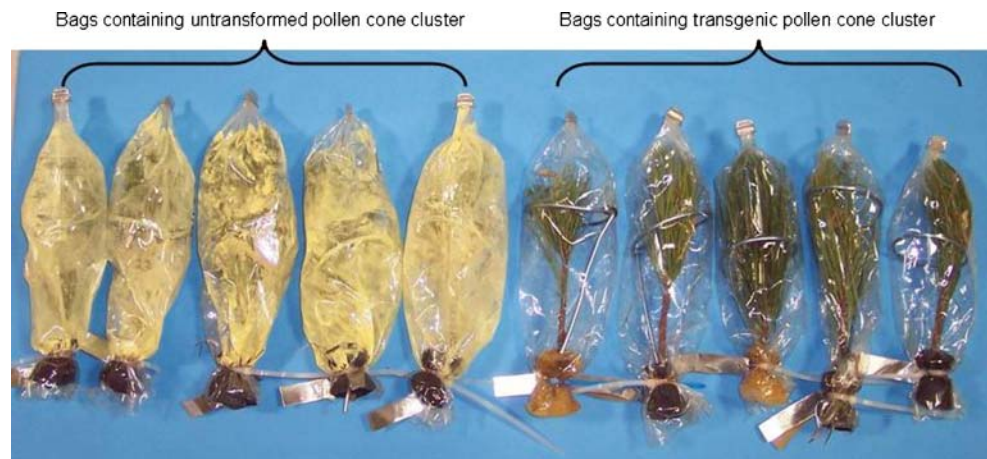 Bags containing untransformed pollen cone cluster
Bags containing transgenic pollen cone cluster